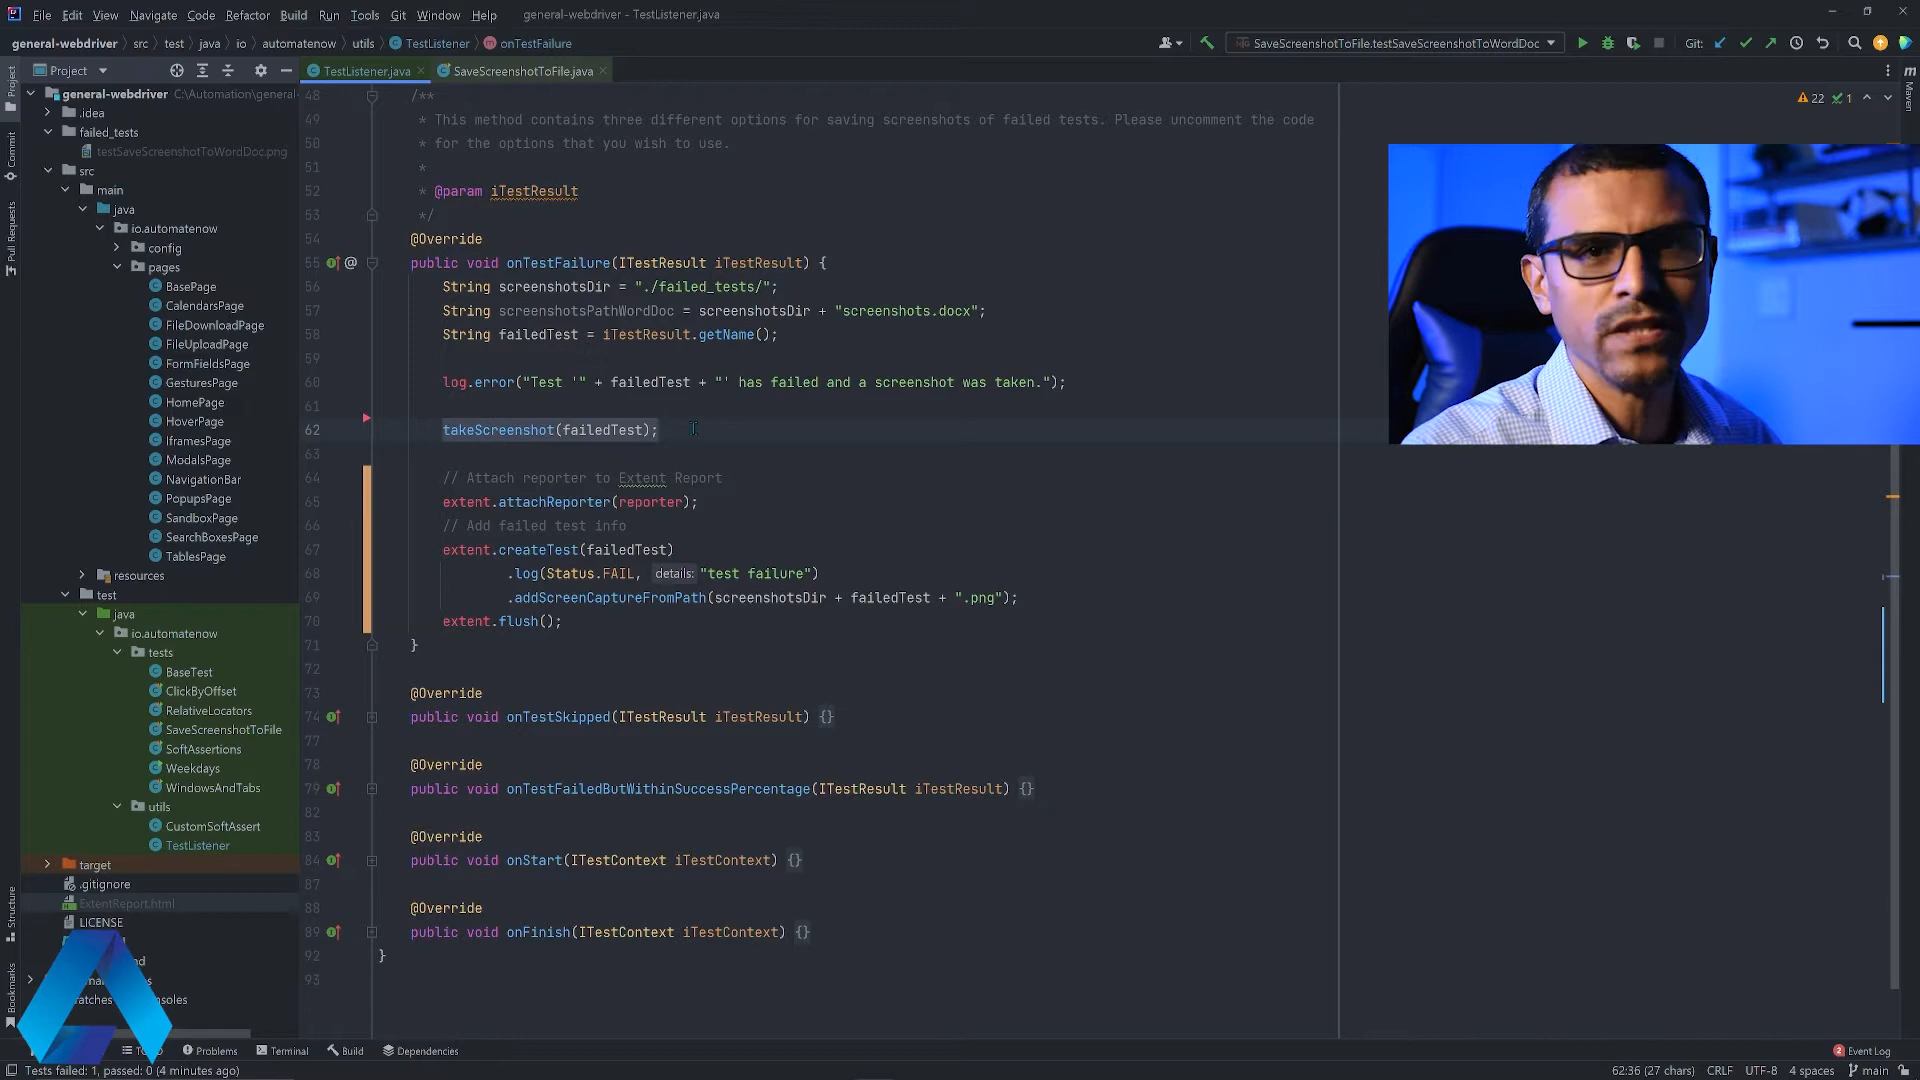 File Edit View Navigate Code Refactor Build Run Tools Git Window Help general-webdriver - TestListener.java
general-webdriver src test java io automatenow utils TestListener onTestFailure SaveScreenshotToFile.testSaveScreenshotToWordDoc Git:
Project TestListener.java SaveScreenshotToFile.java
Project
Commit
Pull Requests
Structure
Bookmarks
general-webdriver C:\Automation\general-
.idea
failed_tests
testSaveScreenshotToWordDoc.png
src
main
java
io.automatenow
config
pages
BasePage
CalendarsPage
FileDownloadPage
FileUploadPage
FormFieldsPage
GesturesPage
HomePage
HoverPage
IframesPage
ModalsPage
NavigationBar
PopupsPage
SandboxPage
SearchBoxesPage
TablesPage
resources
test
java
io.automatenow
tests
BaseTest
ClickByOffset
RelativeLocators
SaveScreenshotToFile
SoftAssertions
Weekdays
WindowsAndTabs
utils
CustomSoftAssert
TestListener
target
.gitignore
ExtentReport.html
LICENSE
48 /**
49 * This method contains three different options for saving screenshots of failed tests. Please uncomment the code
50 * for the options that you wish to use.
51 *
52 * @param iTestResult
53 */
54 @Override
55 @ public void onTestFailure(ITestResult iTestResult) {
56 String screenshotsDir = "./failed_tests/";
57 String screenshotsPathWordDoc = screenshotsDir + "screenshots.docx";
58 String failedTest = iTestResult.getName();
59
60 log.error("Test '" + failedTest + "' has failed and a screenshot was taken.");
61
62 takeScreenshot(failedTest);
63
64 // Attach reporter to Extent Report
65 extent.attachReporter(reporter);
66 // Add failed test info
67 extent.createTest(failedTest)
68 .log(Status.FAIL, details: "test failure")
69 .addScreenCaptureFromPath(screenshotsDir + failedTest + ".png");
70 extent.flush();
71 }
72
73 @Override
74 public void onTestSkipped(ITestResult iTestResult) {}
77
78 @Override
79 public void onTestFailedButWithinSuccessPercentage(ITestResult iTestResult) {}
82
83 @Override
84 public void onStart(ITestContext iTestContext) {}
87
88 @Override
89 public void onFinish(ITestContext iTestContext) {}
92 }
93
22 1
Maven
Problems Terminal Build Dependencies 2 Event Log
Tests failed: 1, passed: 0 (4 minutes ago) 62:36 (27 chars) CRLF UTF-8 4 spaces main